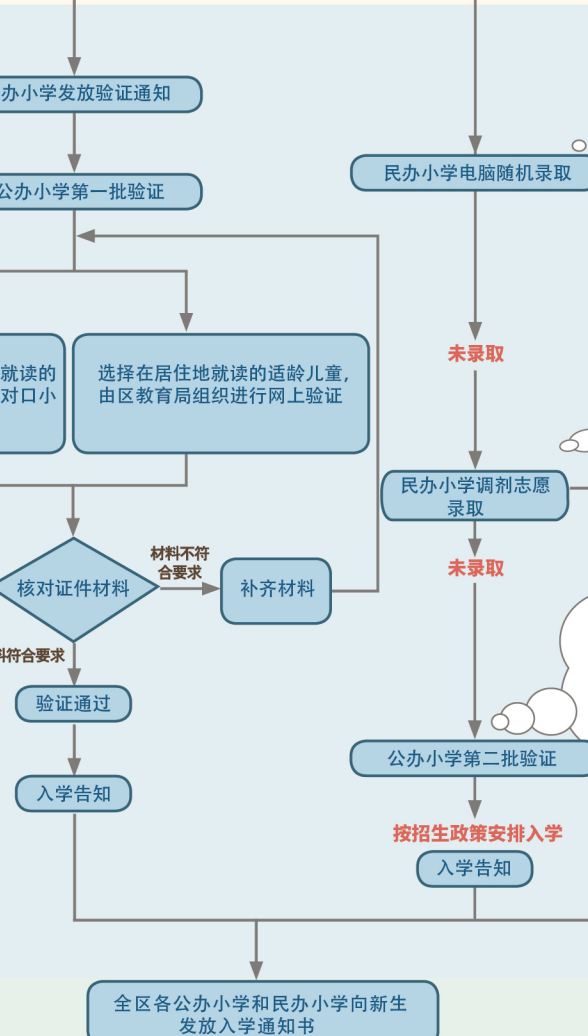 办小学发放验证通知
公办小学第一批验证
民办小学电脑随机录取
未录取
就读的
对口小
选择在居住地就读的适龄儿童，
由区教育局组织进行网上验证
民办小学调剂志愿
录取
未录取
核对证件材料
材料不符
合要求
补齐材料
料符合要求
验证通过
入学告知
公办小学第二批验证
按招生政策安排入学
入学告知
全区各公办小学和民办小学向新生
发放入学通知书